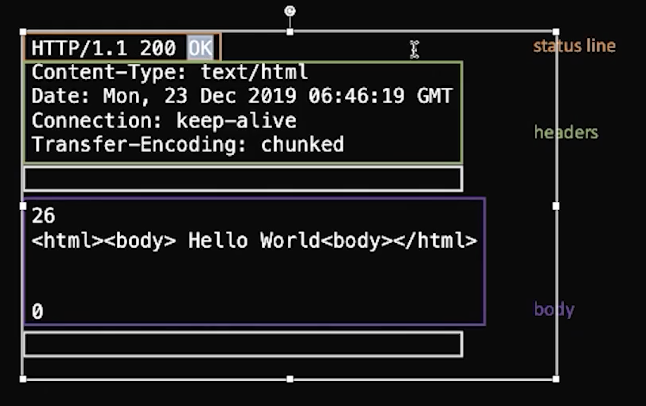 HTTP/1.1 200 OK
status line
Content-Type: text/html
Date: Mon, 23 Dec 2019 06:46:19 GMT
Connection: keep-alive
headers
Transfer-Encoding: chunked
26
<html><body> Hello World<body></html>
0
body